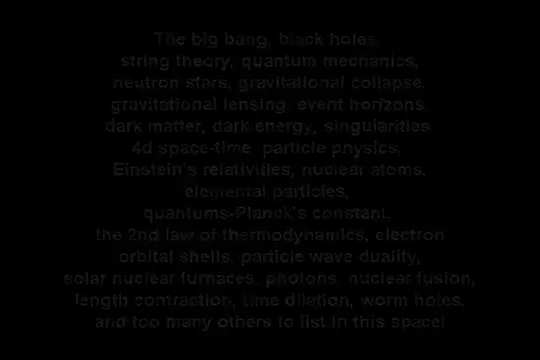 The big bang, black holes,
string theory, quantum mechanics,
neutron stars, gravitational collapse,
gravitational lensing, event horizons,
dark matter, dark energy, singularities
4d space-time, particle physics,
Einstein's relativities, nuclear atoms,
elemental particles,
quantums-Planck's constant,
the 2nd law of thermodynamics, electron
orbital shells, particle wave duality,
solar nuclear furnaces, photons, nuclear fusion,
length contraction, time dilation, worm holes,
and too many others to list in this space!